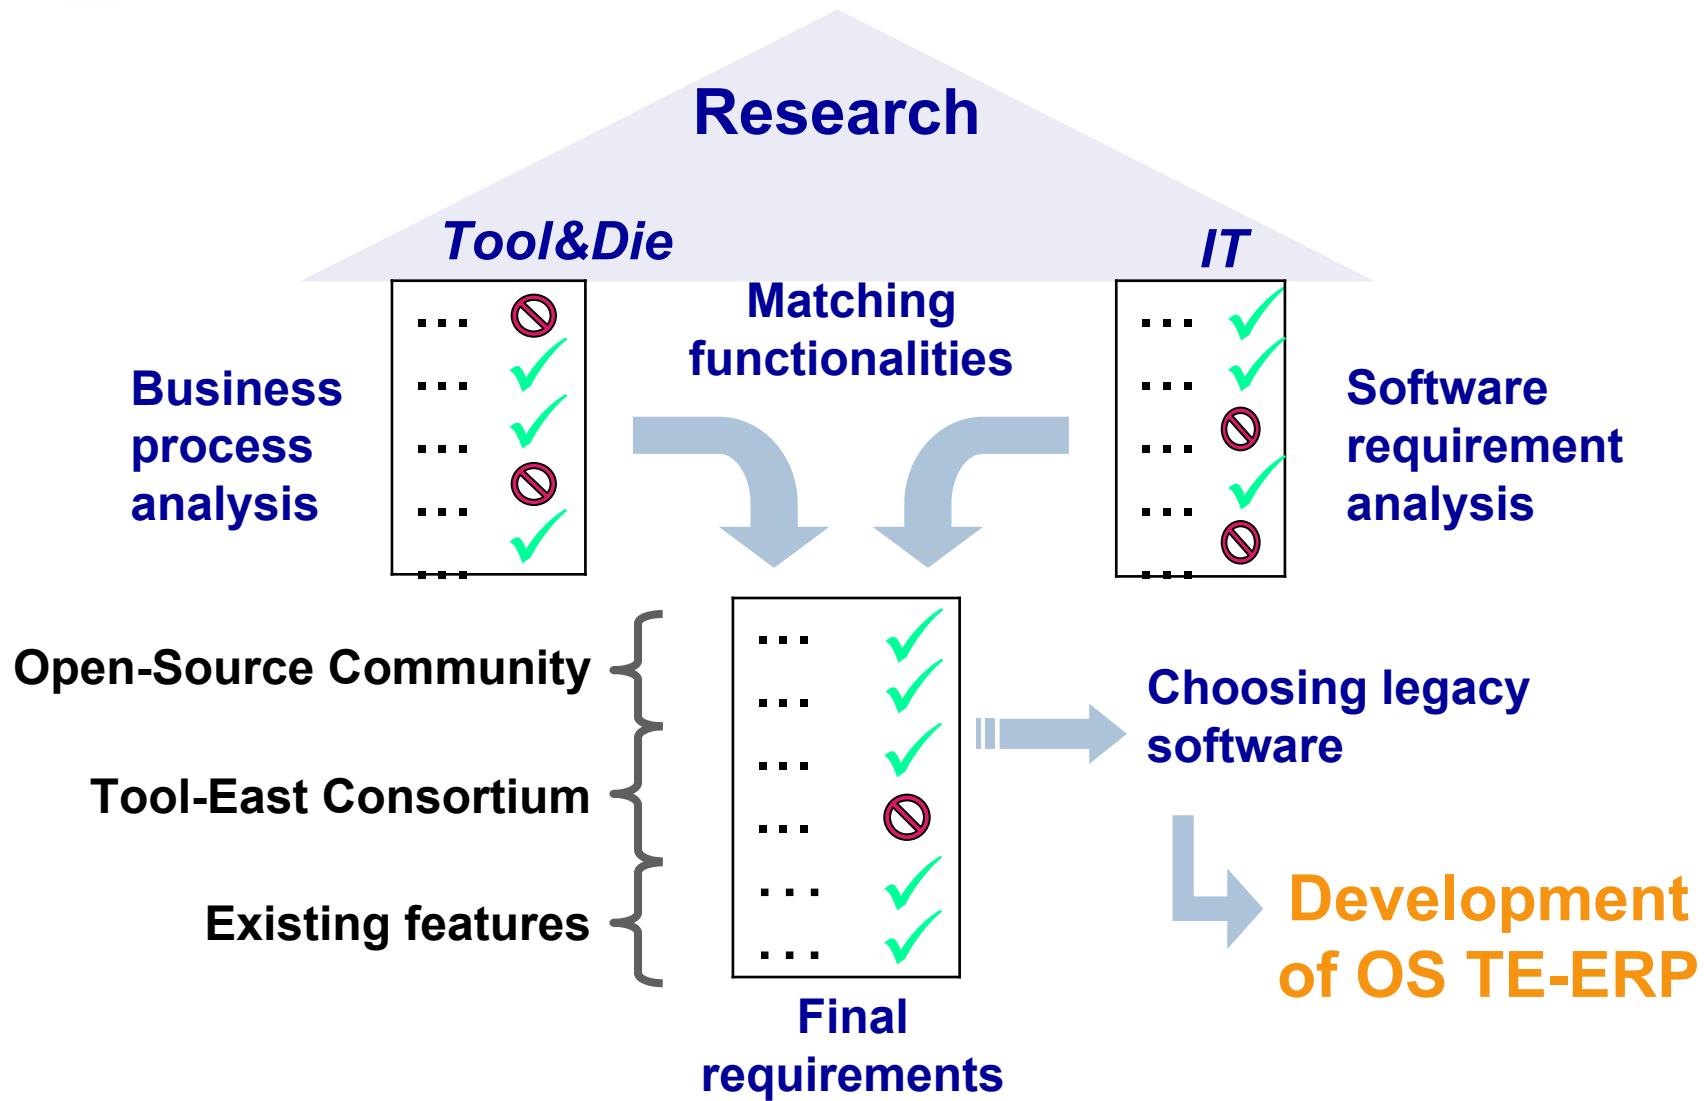 Research
Tool&Die
IT
Matching
functionalities
Business
process
analysis
Software
requirement
analysis
...
...
...
...
...
...
...
...
...
...
Open-Source Community
Tool-East Consortium
Existing features
...
...
...
...
...
...
Final
requirements
Choosing legacy
software
Development
of OS TE-ERP